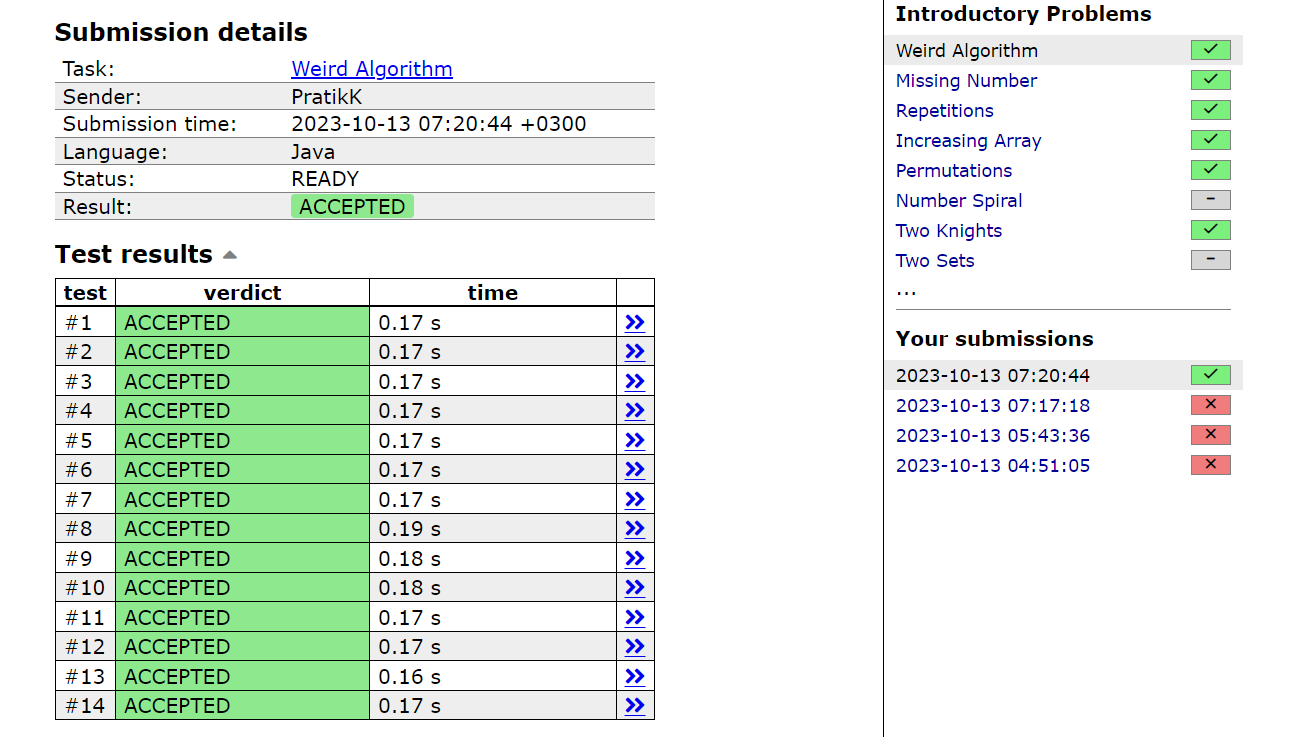 Submission details
Task: Weird Algorithm
Sender: PratikK
Submission time: 2023-10-13 07:20:44 +0300
Language: Java
Status: READY
Result: ACCEPTED
Test results
test verdict time
#1 ACCEPTED 0.17 s
#2 ACCEPTED 0.17 s
#3 ACCEPTED 0.17 s
#4 ACCEPTED 0.17 s
#5 ACCEPTED 0.17 s
#6 ACCEPTED 0.17 s
#7 ACCEPTED 0.17 s
#8 ACCEPTED 0.19 s
#9 ACCEPTED 0.18 s
#10 ACCEPTED 0.18 s
#11 ACCEPTED 0.17 s
#12 ACCEPTED 0.17 s
#13 ACCEPTED 0.16 s
#14 ACCEPTED 0.17 s
Introductory Problems
Weird Algorithm
Missing Number
Repetitions
Increasing Array
Permutations
Number Spiral
Two Knights
Two Sets
...
Your submissions
2023-10-13 07:20:44
2023-10-13 07:17:18
2023-10-13 05:43:36
2023-10-13 04:51:05